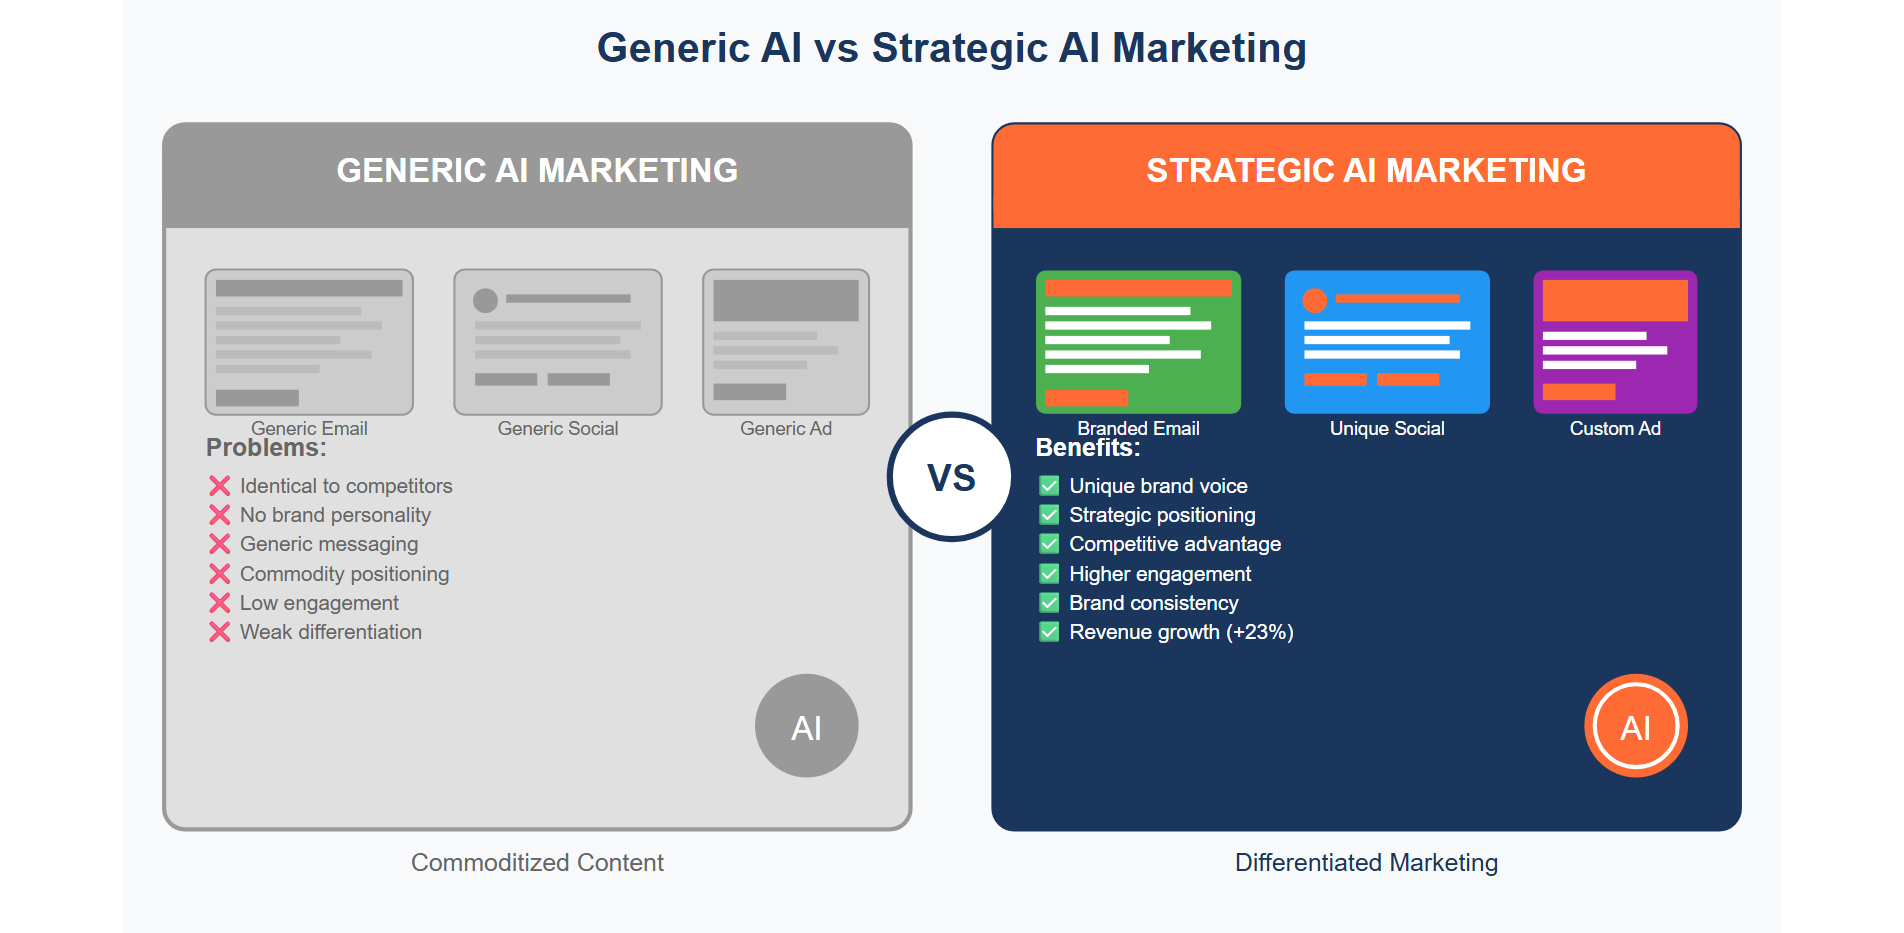 Generic AI vs Strategic AI Marketing
GENERIC AI MARKETING
Generic Email
Generic Social
Generic Ad
Problems:
❌ Identical to competitors
❌ No brand personality
❌ Generic messaging
❌ Commodity positioning
❌ Low engagement
❌ Weak differentiation
AI
Commoditized Content
VS
STRATEGIC AI MARKETING
Branded Email
Unique Social
Custom Ad
Benefits:
✅ Unique brand voice
✅ Strategic positioning
✅ Competitive advantage
✅ Higher engagement
✅ Brand consistency
✅ Revenue growth (+23%)
AI
Differentiated Marketing